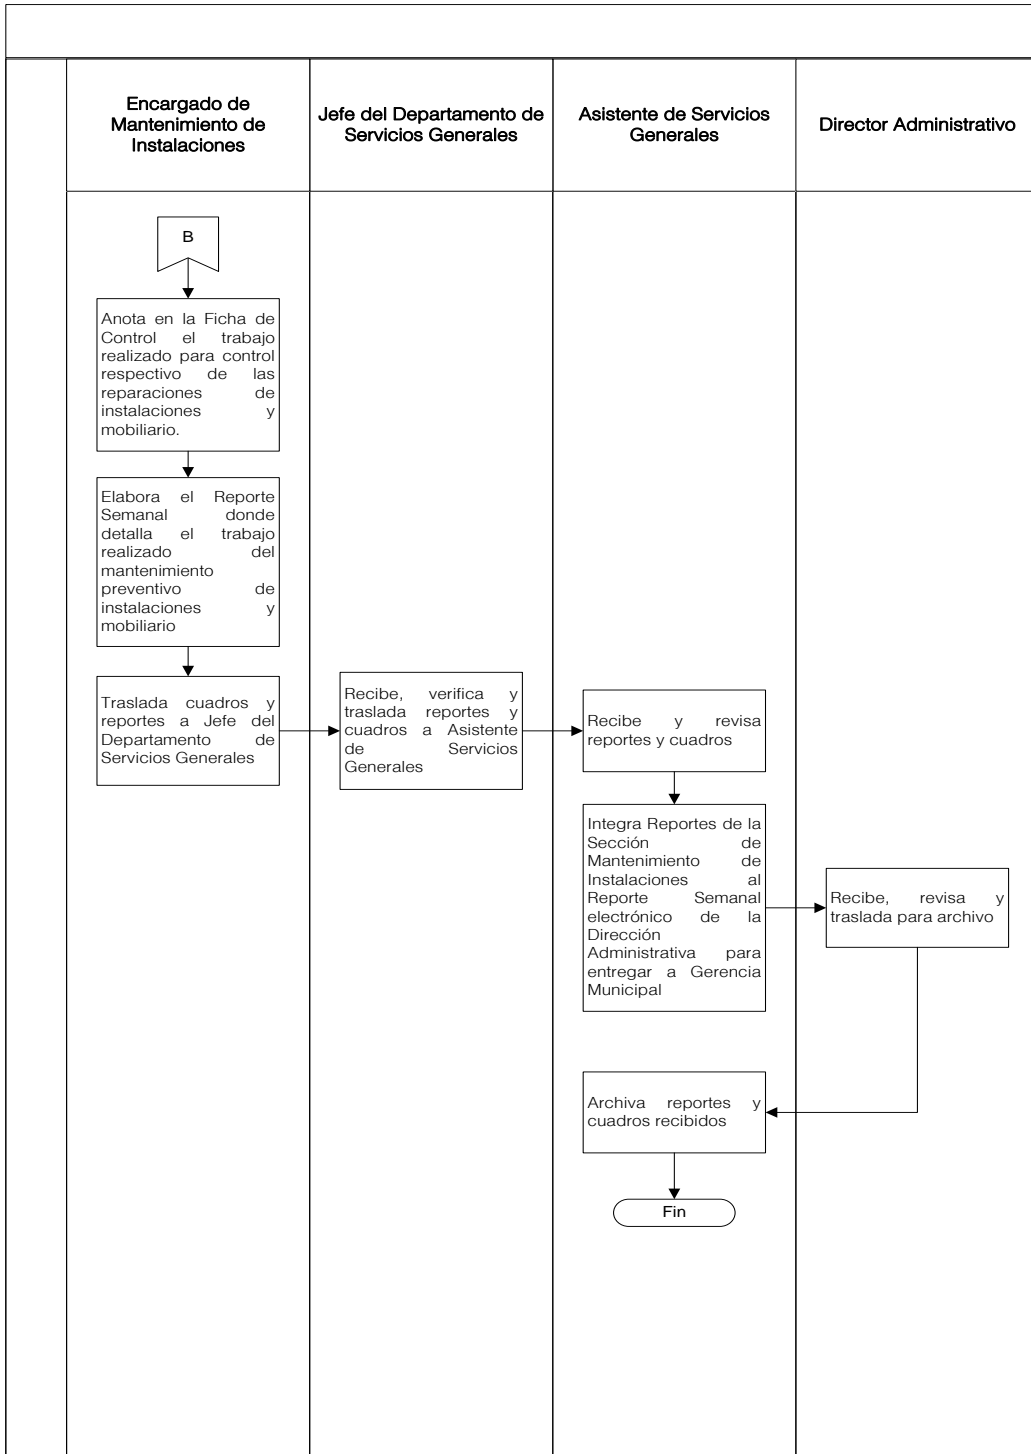 Encargado de
Mantenimiento de
Instalaciones
Jefe del Departamento de
Servicios Generales
Asistente de Servicios
Generales
Director Administrativo
B
Anota en la Ficha de
Control el trabajo
realizado para control
respectivo de las
reparaciones de
instalaciones y
mobiliario.
Elabora el Reporte
Semanal donde
detalla el trabajo
realizado del
mantenimiento
preventivo de
instalaciones y
mobiliario
Traslada cuadros y
reportes a Jefe del
Departamento de
Servicios Generales
Recibe, verifica y
traslada reportes y
cuadros a Asistente
de Servicios
Generales
Recibe y revisa
reportes y cuadros
Integra Reportes de la
Sección de
Mantenimiento de
Instalaciones al
Reporte Semanal
electrónico de la
Dirección
Administrativa para
entregar a Gerencia
Municipal
Recibe, revisa y
traslada para archivo
Archiva reportes y
cuadros recibidos
Fin